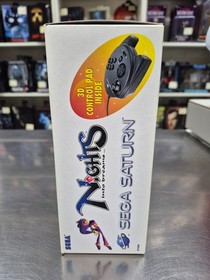 3D
CONTROL PAD
INSIDE
NiGHTS
into dreams...
SEGA
SEGA SATURN